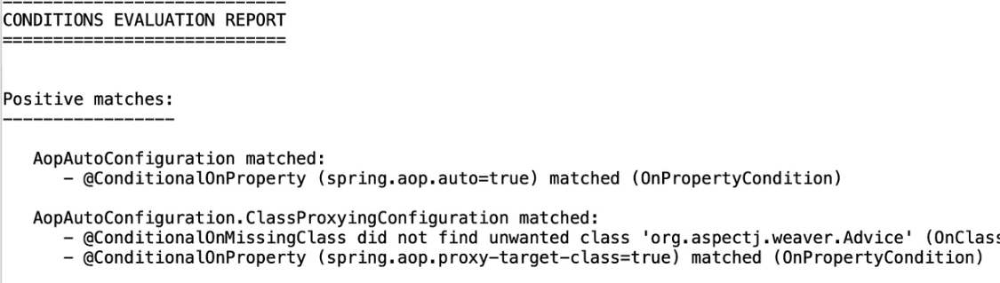 ============================
CONDITIONS EVALUATION REPORT
============================
Positive matches:
-----------------
AopAutoConfiguration matched:
- @ConditionalOnProperty (spring.aop.auto=true) matched (OnPropertyCondition)
AopAutoConfiguration.ClassProxyingConfiguration matched:
- @ConditionalOnMissingClass did not find unwanted class 'org.aspectj.weaver.Advice' (OnClass
- @ConditionalOnProperty (spring.aop.proxy-target-class=true) matched (OnPropertyCondition)